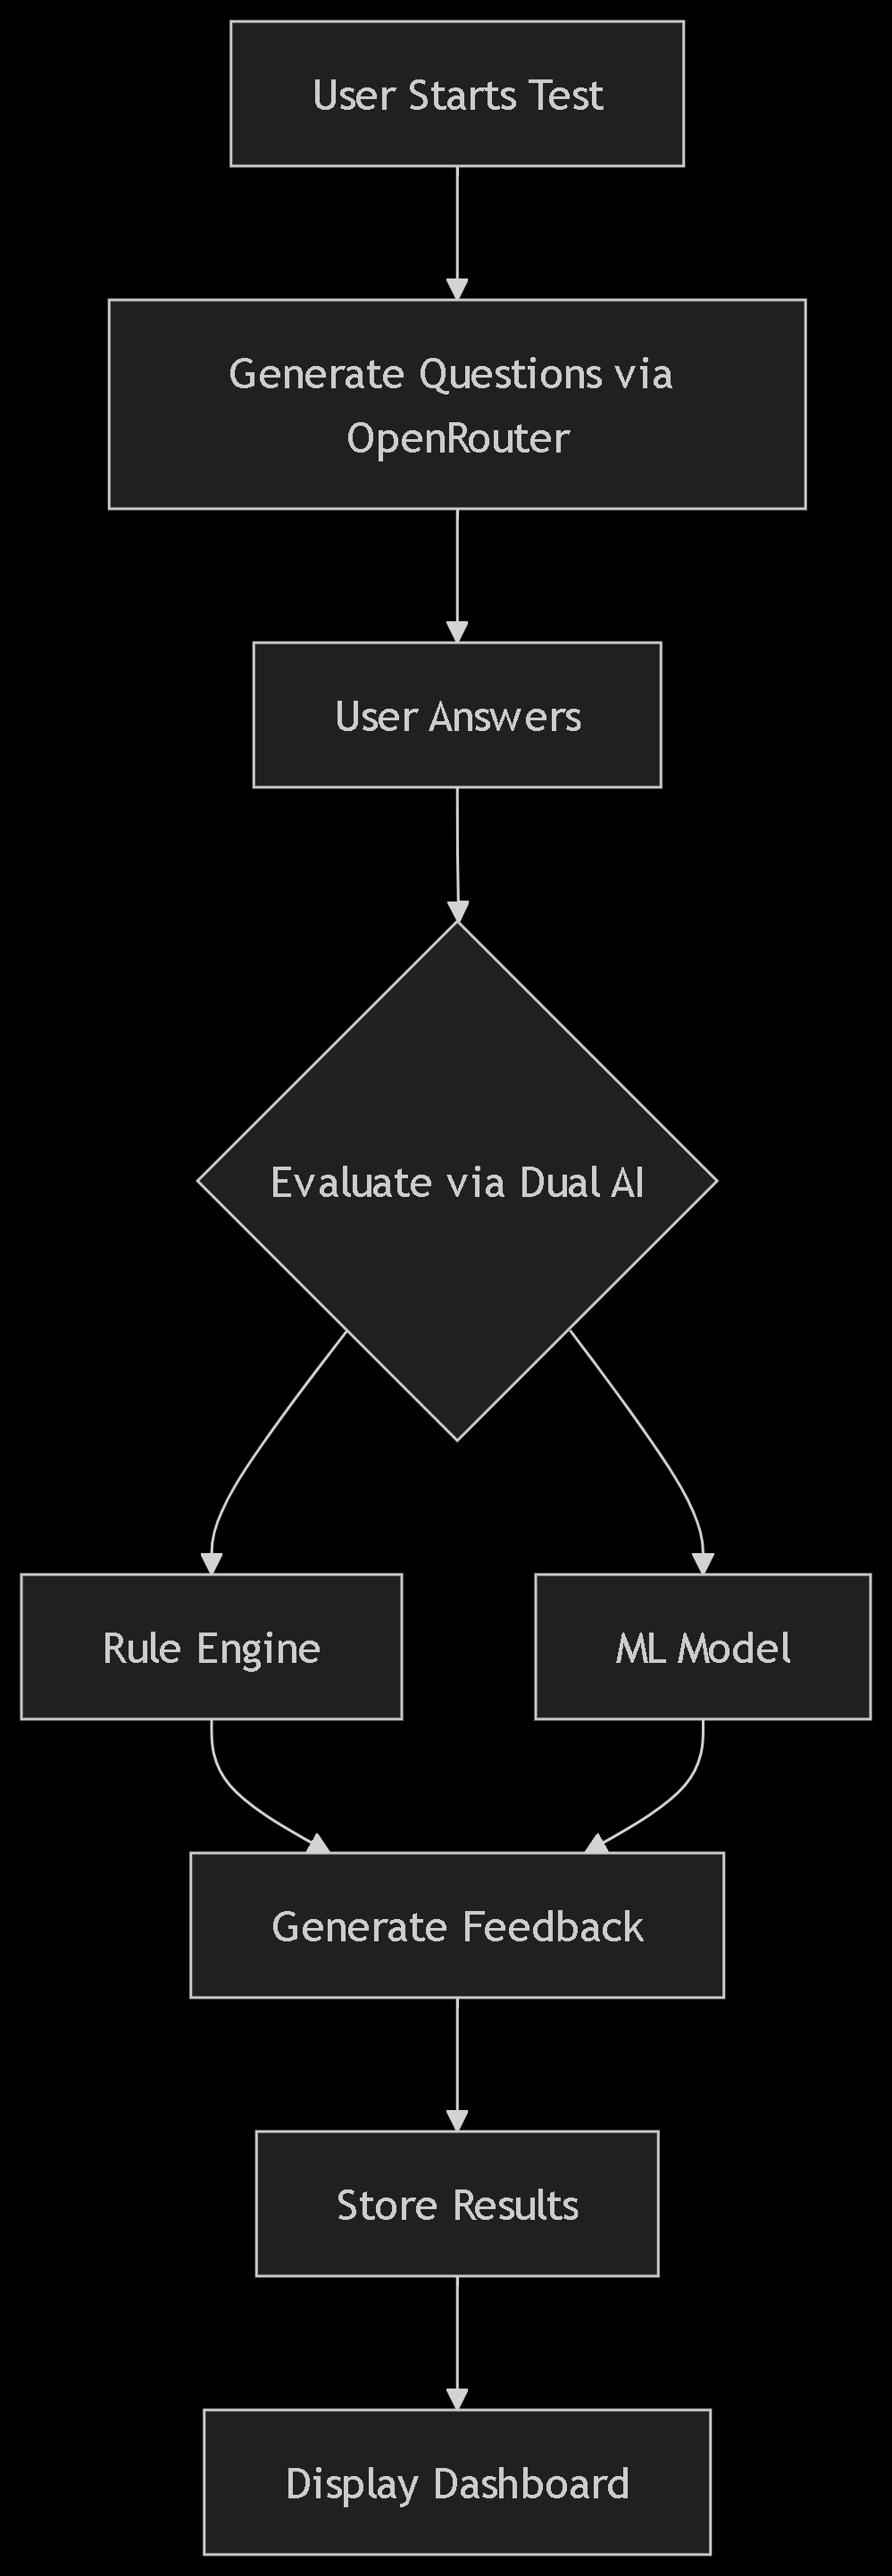 User Starts Test
Generate Questions via
OpenRouter
User Answers
Evaluate via Dual AI
Rule Engine
ML Model
Generate Feedback
Store Results
Display Dashboard